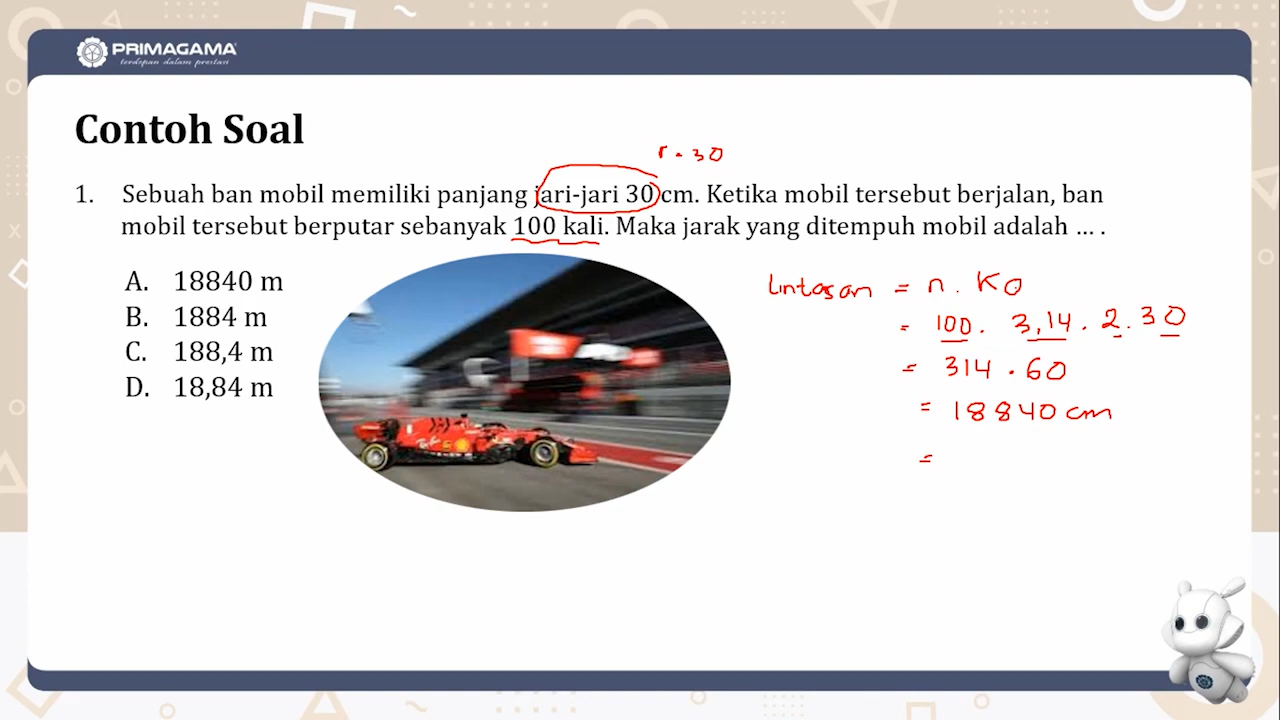 PRIMAGAMA
terdepan dalam prestasi
Contoh Soal
r = 30
1. Sebuah ban mobil memiliki panjang jari-jari 30 cm. Ketika mobil tersebut berjalan, ban
mobil tersebut berputar sebanyak 100 kali. Maka jarak yang ditempuh mobil adalah ... .
A. 18840 m
B. 1884 m
C. 188,4 m
D. 18,84 m
Lintasan = n . KO
= 100 . 3,14 . 2 . 30
= 314 . 60
= 18840 cm
=